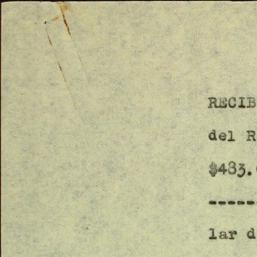 RECIB
del R
$483.
------
lar d